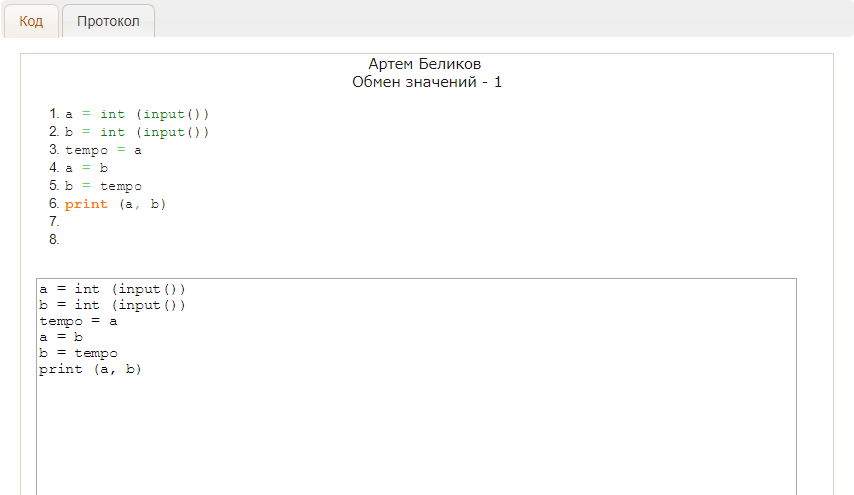 Код Протокол
Артем Беликов
Обмен значений - 1
1. a = int (input())
2. b = int (input())
3. tempo = a
4. a = b
5. b = tempo
6. print (a, b)
7.
8.
a = int (input())
b = int (input())
tempo = a
a = b
b = tempo
print (a, b)